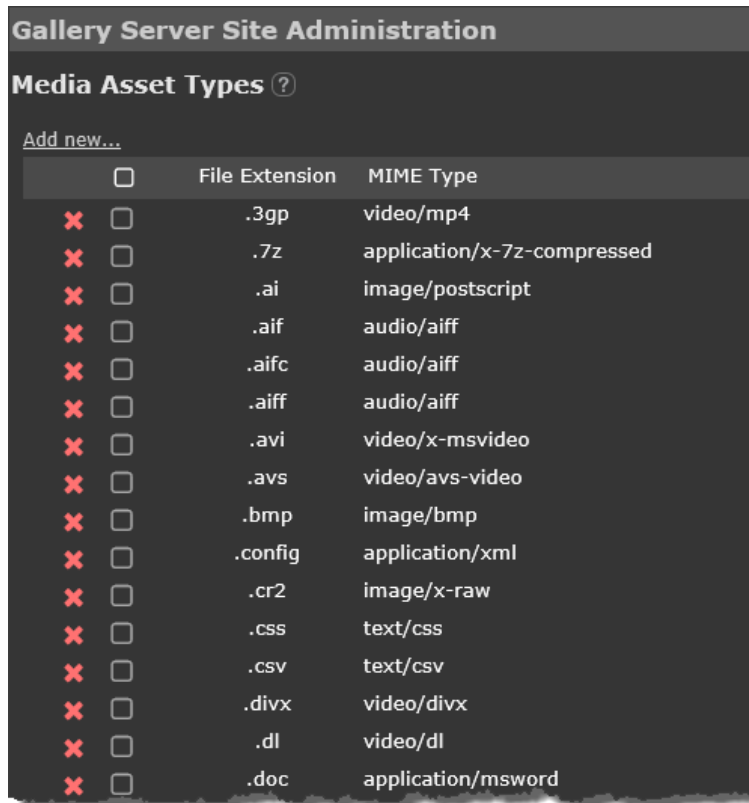 Gallery Server Site Administration
Media Asset Types ?
Add new...
File Extension MIME Type
.3gp video/mp4
.7z application/x-7z-compressed
.ai image/postscript
.aif audio/aiff
.aifc audio/aiff
.aiff audio/aiff
.avi video/x-msvideo
.avs video/avs-video
.bmp image/bmp
.config application/xml
.cr2 image/x-raw
.css text/css
.csv text/csv
.divx video/divx
.dl video/dl
.doc application/msword